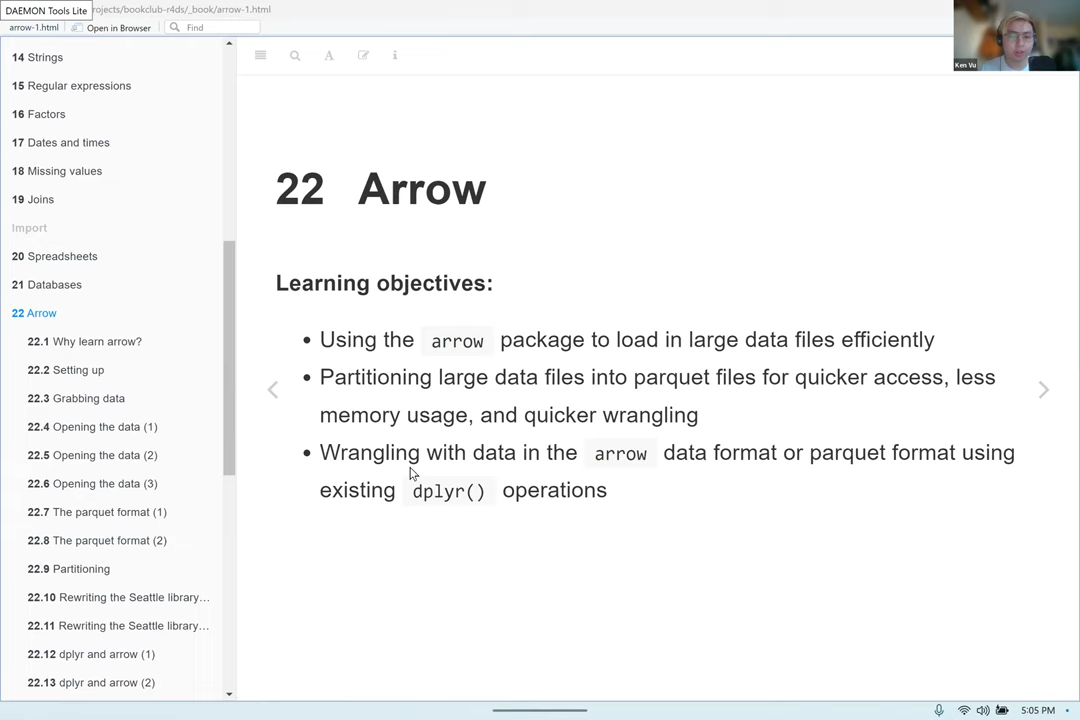 DAEMON Tools Lite
rojects/bookclub-r4ds/_book/arrow-1.html
arrow-1.html
Open in Browser
Find
14 Strings
15 Regular expressions
16 Factors
17 Dates and times
18 Missing values
19 Joins
Import
20 Spreadsheets
21 Databases
22 Arrow
22.1 Why learn arrow?
22.2 Setting up
22.3 Grabbing data
22.4 Opening the data (1)
22.5 Opening the data (2)
22.6 Opening the data (3)
22.7 The parquet format (1)
22.8 The parquet format (2)
22.9 Partitioning
22.10 Rewriting the Seattle library…
22.11 Rewriting the Seattle library…
22.12 dplyr and arrow (1)
22.13 dplyr and arrow (2)
A
i
22 Arrow
Learning objectives:
• Using the arrow package to load in large data files efficiently
• Partitioning large data files into parquet files for quicker access, less
memory usage, and quicker wrangling
• Wrangling with data in the arrow data format or parquet format using
existing dplyr() operations
Ken Vu
5:05 PM